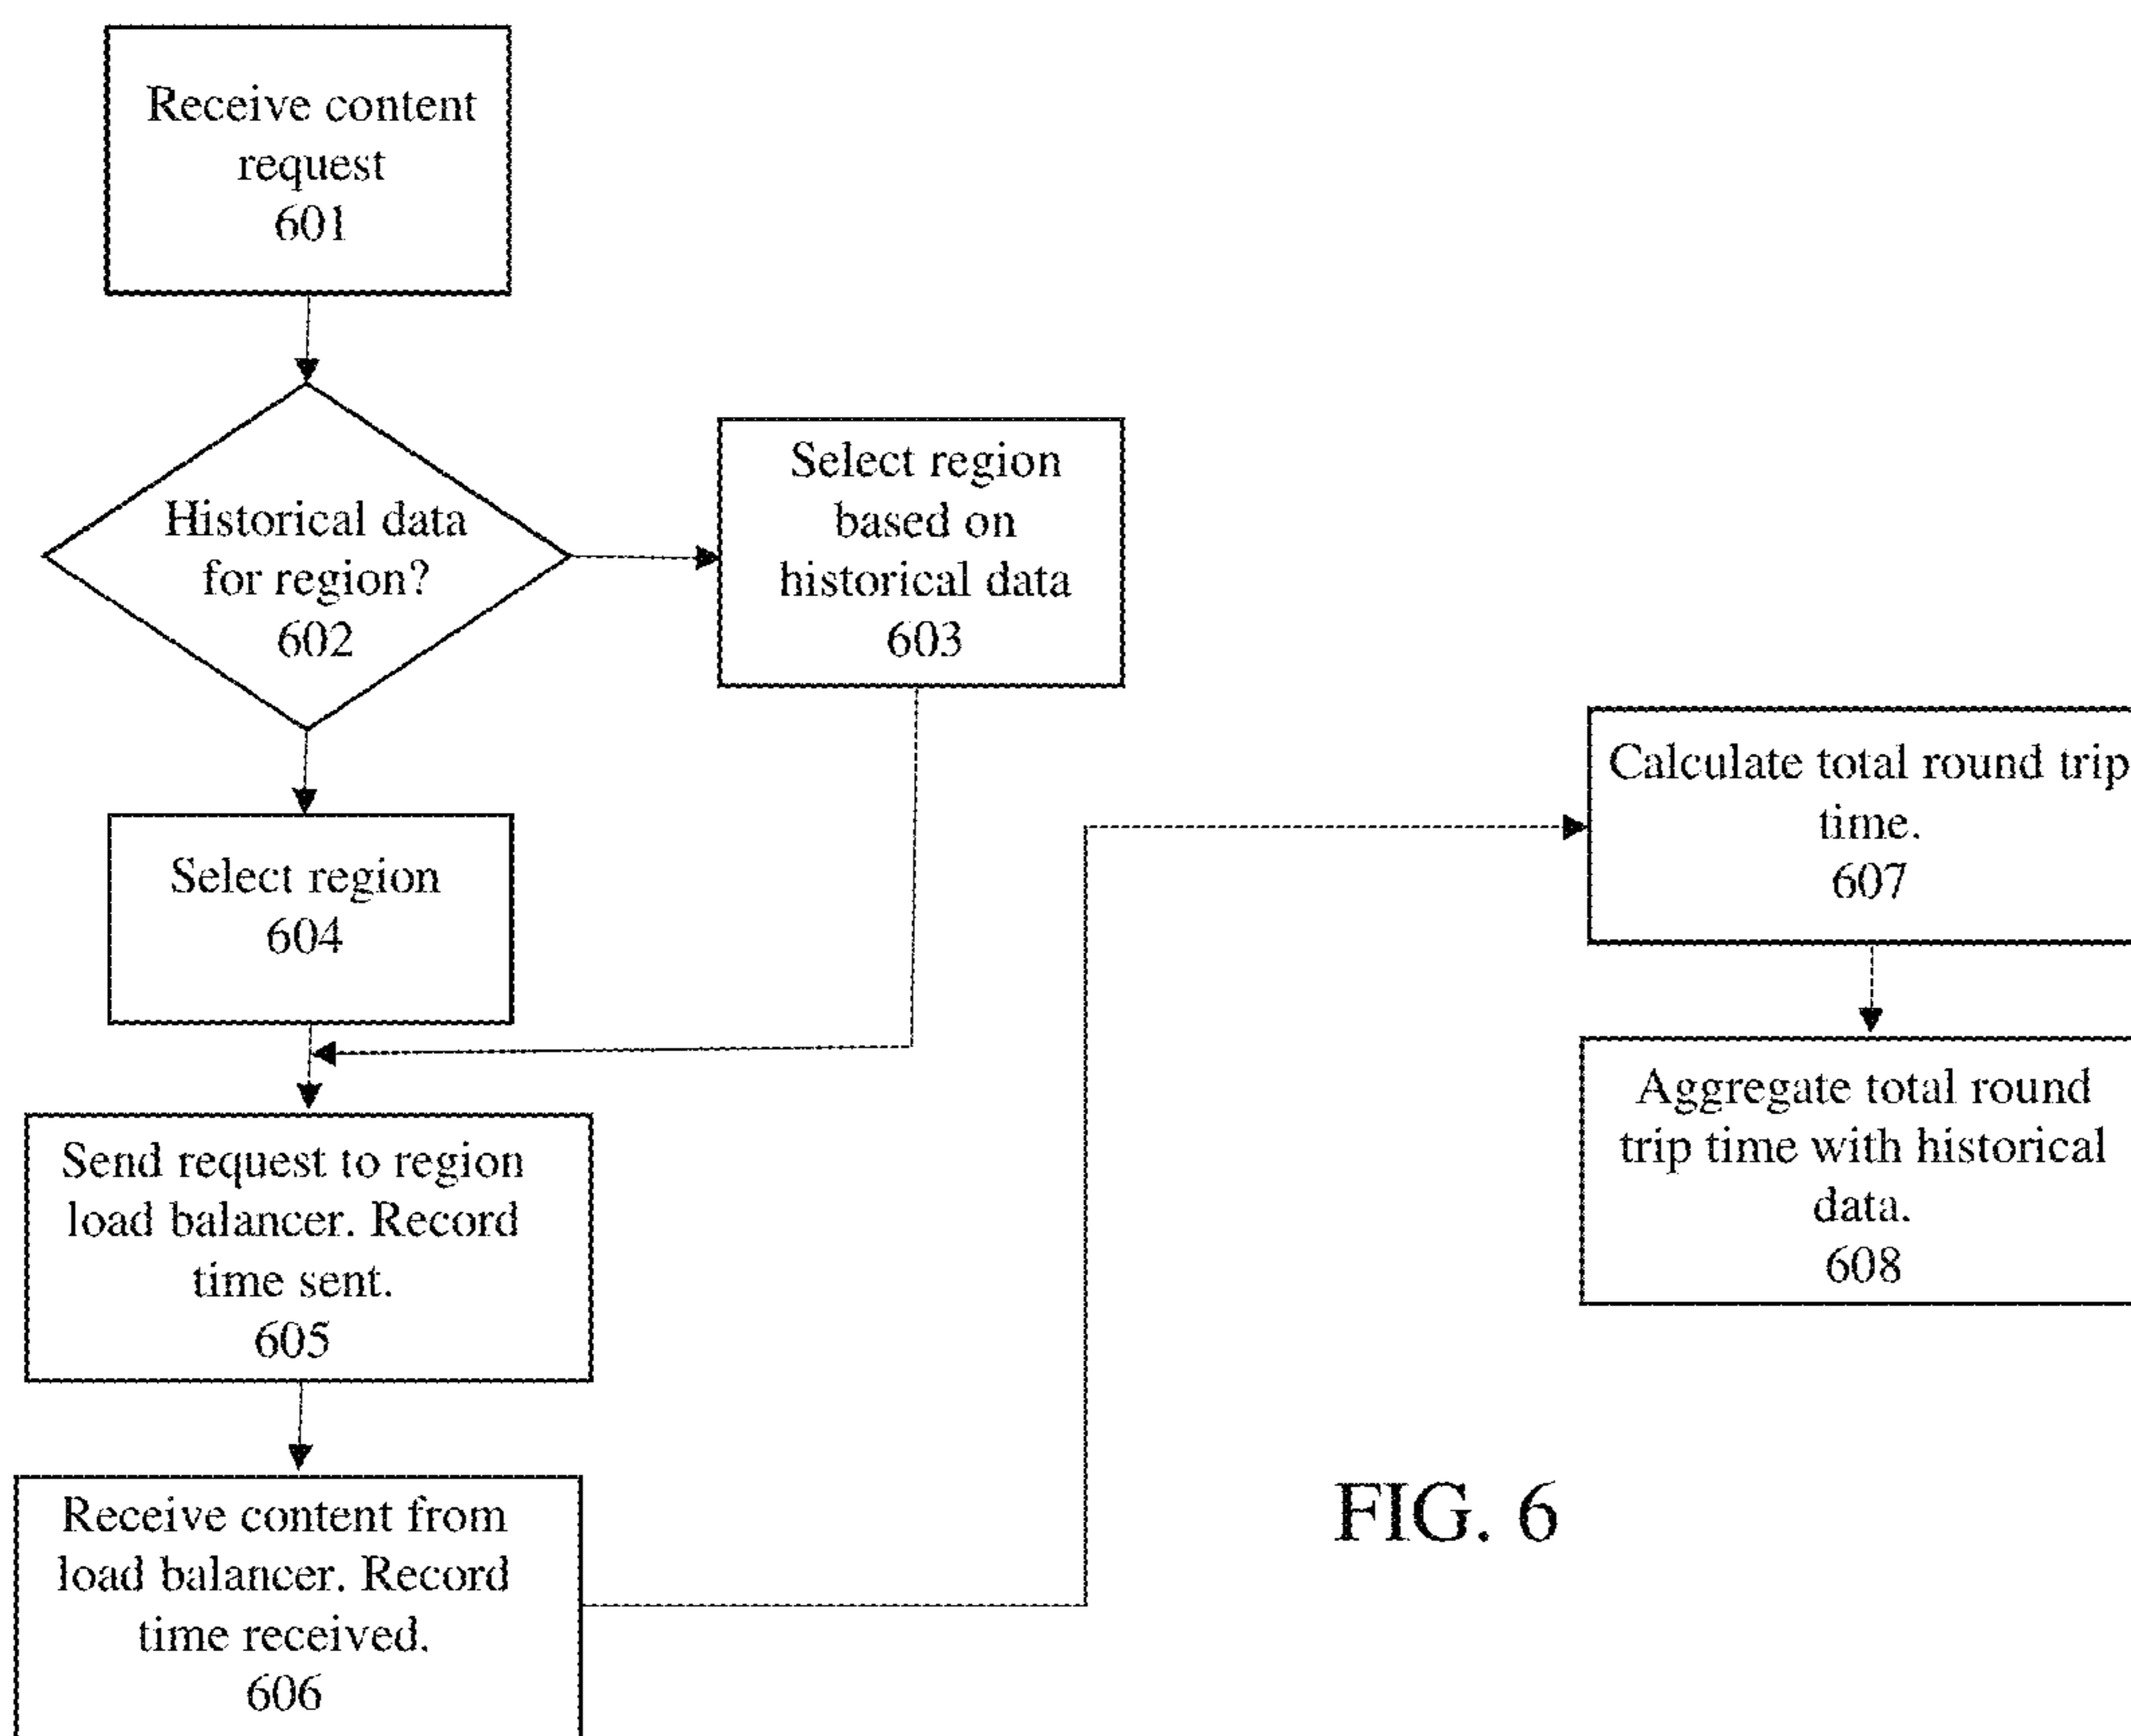 Receive content
request
601
Historical data
for region?
602
Select region
based on
historical data
603
Select region
604
Send request to region
load balancer. Record
time sent.
605
Receive content from
load balancer. Record
time received.
606
Calculate total round trip
time.
607
Aggregate total round
trip time with historical
data.
608
FIG. 6